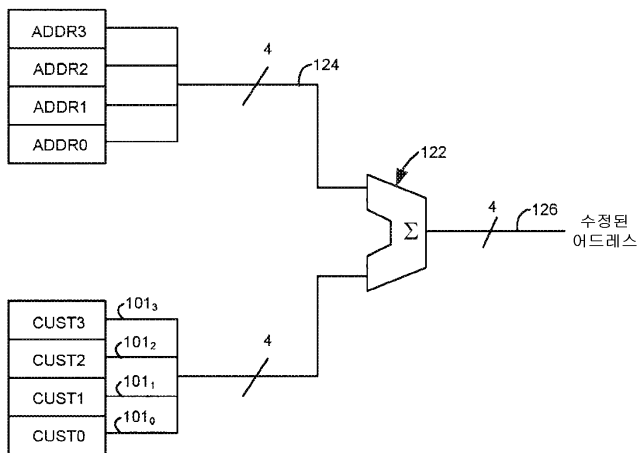 ADDR3
ADDR2
ADDR1
ADDR0
4
124
122
Σ
4
126
수정된
어드레스
CUST3
CUST2
CUST1
CUST0
101₃
101₂
101₁
101₀
4